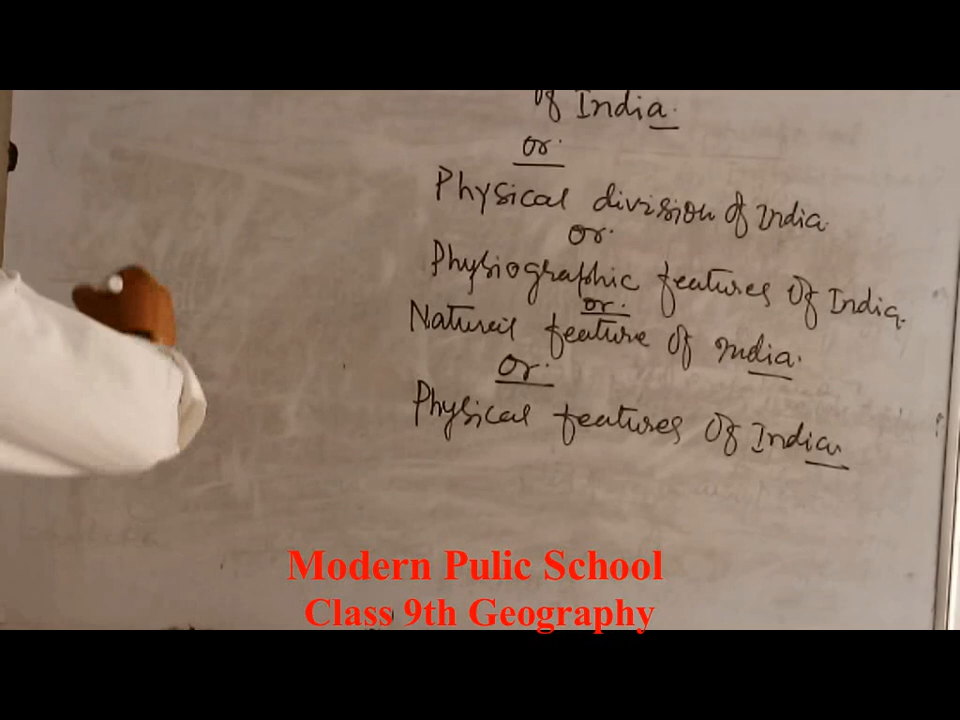 of India.
or.
Physical division of India.
or.
Physiographic features of India.
or.
Natural feature of India.
or.
Physical features of India.
Modern Pulic School
Class 9th Geography